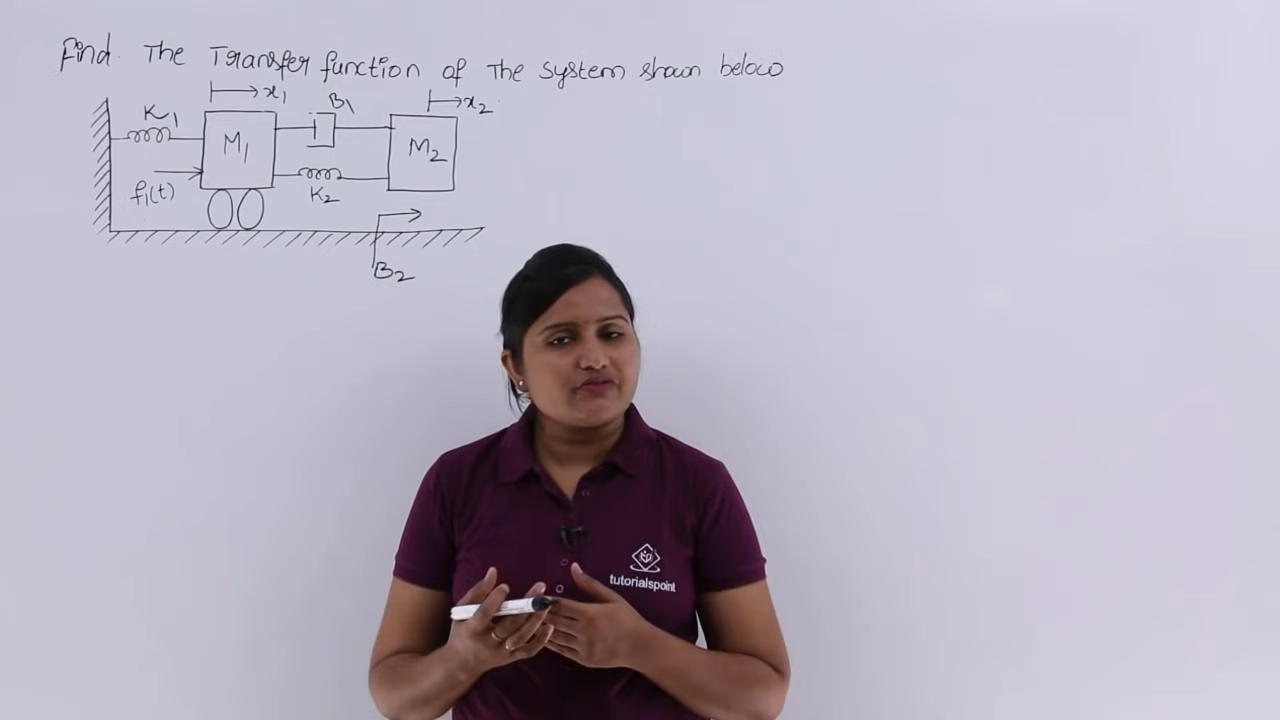 Find The Transfer function of The system shown below
x1
K1
B1
x2
M1
M2
f1(t)
K2
B2
tutorialspoint